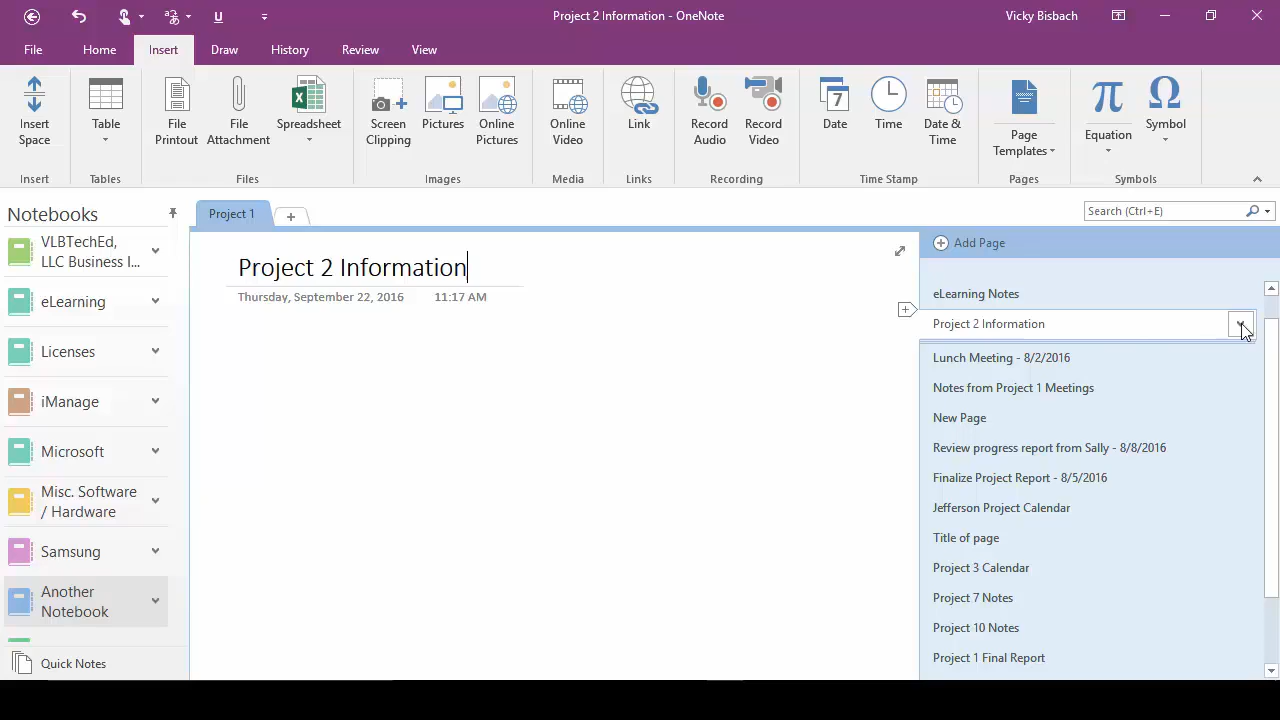 Project 2 Information - OneNote
Vicky Bisbach
File
Home
Insert
Draw
History
Review
View
Insert
Space
Table
File
Printout
File
Attachment
Spreadsheet
Screen
Clipping
Pictures
Online
Pictures
Online
Video
Link
Record
Audio
Record
Video
7
Date
Time
Date &
Time
Page
Templates
π
Equation
Ω
Symbol
Insert
Tables
Files
Images
Media
Links
Recording
Time Stamp
Pages
Symbols
Notebooks
Project 1
Search (Ctrl+E)
VLBTechEd,
LLC Business I...
eLearning
Licenses
iManage
Microsoft
Misc. Software
/ Hardware
Samsung
Another
Notebook
Quick Notes
Project 2 Information
Thursday, September 22, 2016 11:17 AM
Add Page
eLearning Notes
Project 2 Information
Lunch Meeting - 8/2/2016
Notes from Project 1 Meetings
New Page
Review progress report from Sally - 8/8/2016
Finalize Project Report - 8/5/2016
Jefferson Project Calendar
Title of page
Project 3 Calendar
Project 7 Notes
Project 10 Notes
Project 1 Final Report